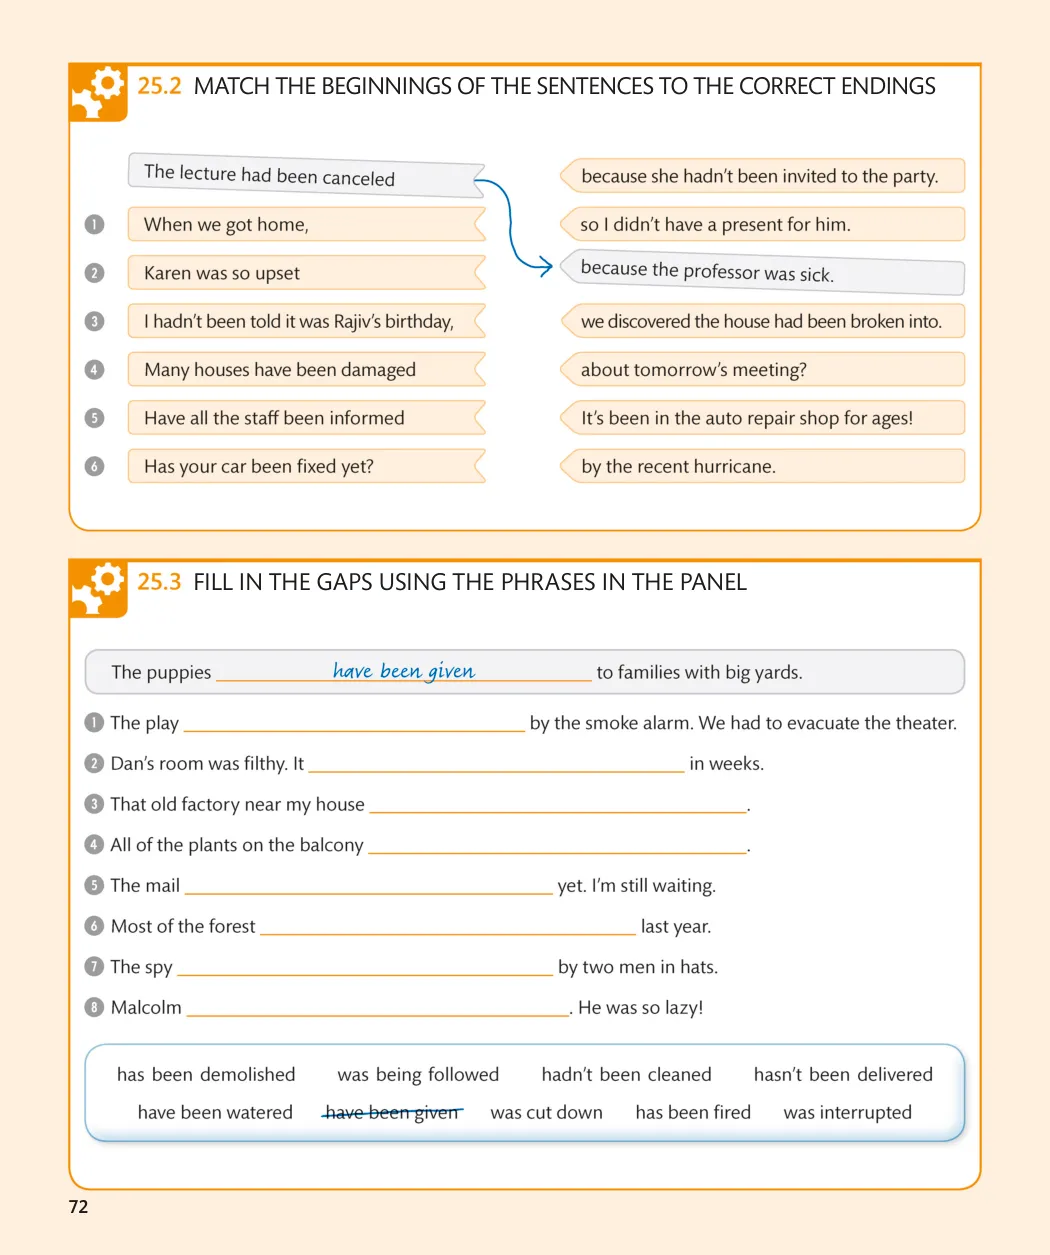 25.2 MATCH THE BEGINNINGS OF THE SENTENCES TO THE CORRECT ENDINGS
The lecture had been canceled
because she hadn't been invited to the party.
1 When we got home,
so I didn't have a present for him.
2 Karen was so upset
because the professor was sick.
3 I hadn't been told it was Rajiv's birthday,
we discovered the house had been broken into.
4 Many houses have been damaged
about tomorrow's meeting?
5 Have all the staff been informed
It's been in the auto repair shop for ages!
6 Has your car been fixed yet?
by the recent hurricane.
25.3 FILL IN THE GAPS USING THE PHRASES IN THE PANEL
The puppies have been given to families with big yards.
1 The play by the smoke alarm. We had to evacuate the theater.
2 Dan's room was filthy. It in weeks.
3 That old factory near my house .
4 All of the plants on the balcony .
5 The mail yet. I'm still waiting.
6 Most of the forest last year.
7 The spy by two men in hats.
8 Malcolm . He was so lazy!
has been demolished was being followed hadn't been cleaned hasn't been delivered
have been watered have been given was cut down has been fired was interrupted
72